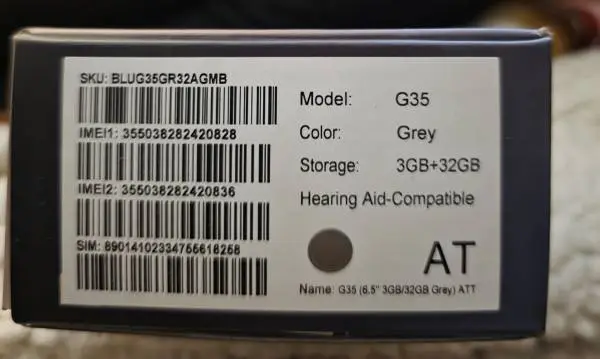 SKU: BLUG35GR32AGMB
IMEI1: 355038282420828
IMEI2: 355038282420836
SIM: 89014102334755618258
Model: G35
Color: Grey
Storage: 3GB+32GB
Hearing Aid-Compatible
AT
Name: G35 (6.5" 3GB/32GB Grey) ATT